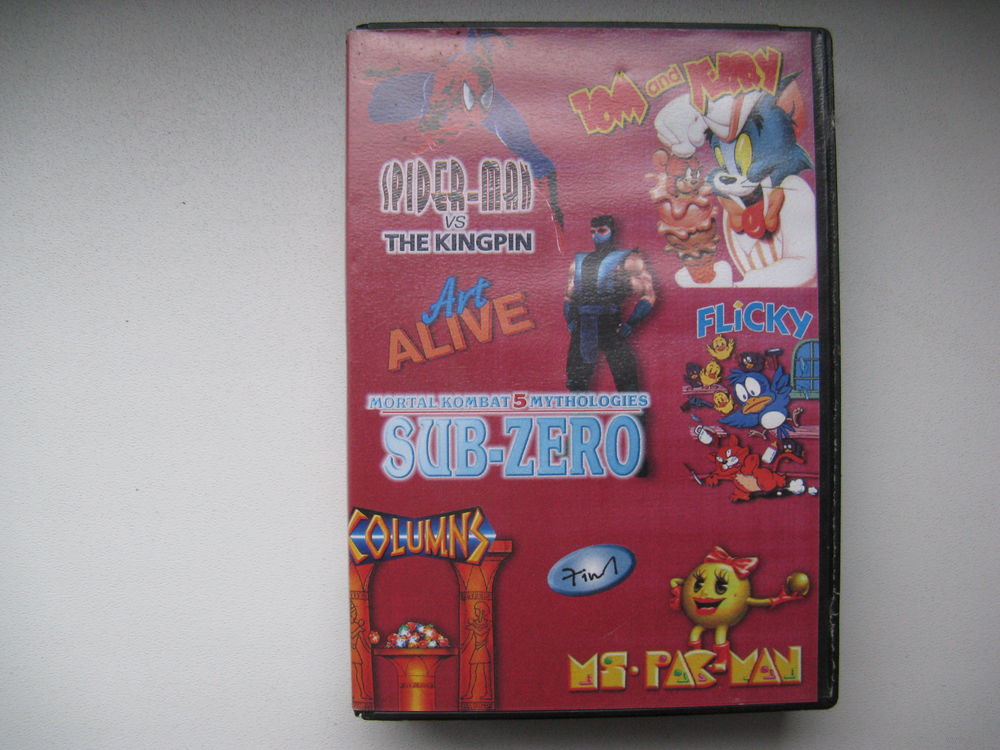 TOM and JERRY
SPIDER-MAN
VS
THE KINGPIN
Art
ALIVE
FLiCKY
MORTAL KOMBAT 5 MYTHOLOGIES
SUB-ZERO
COLUMNS
MS. PAC-MAN